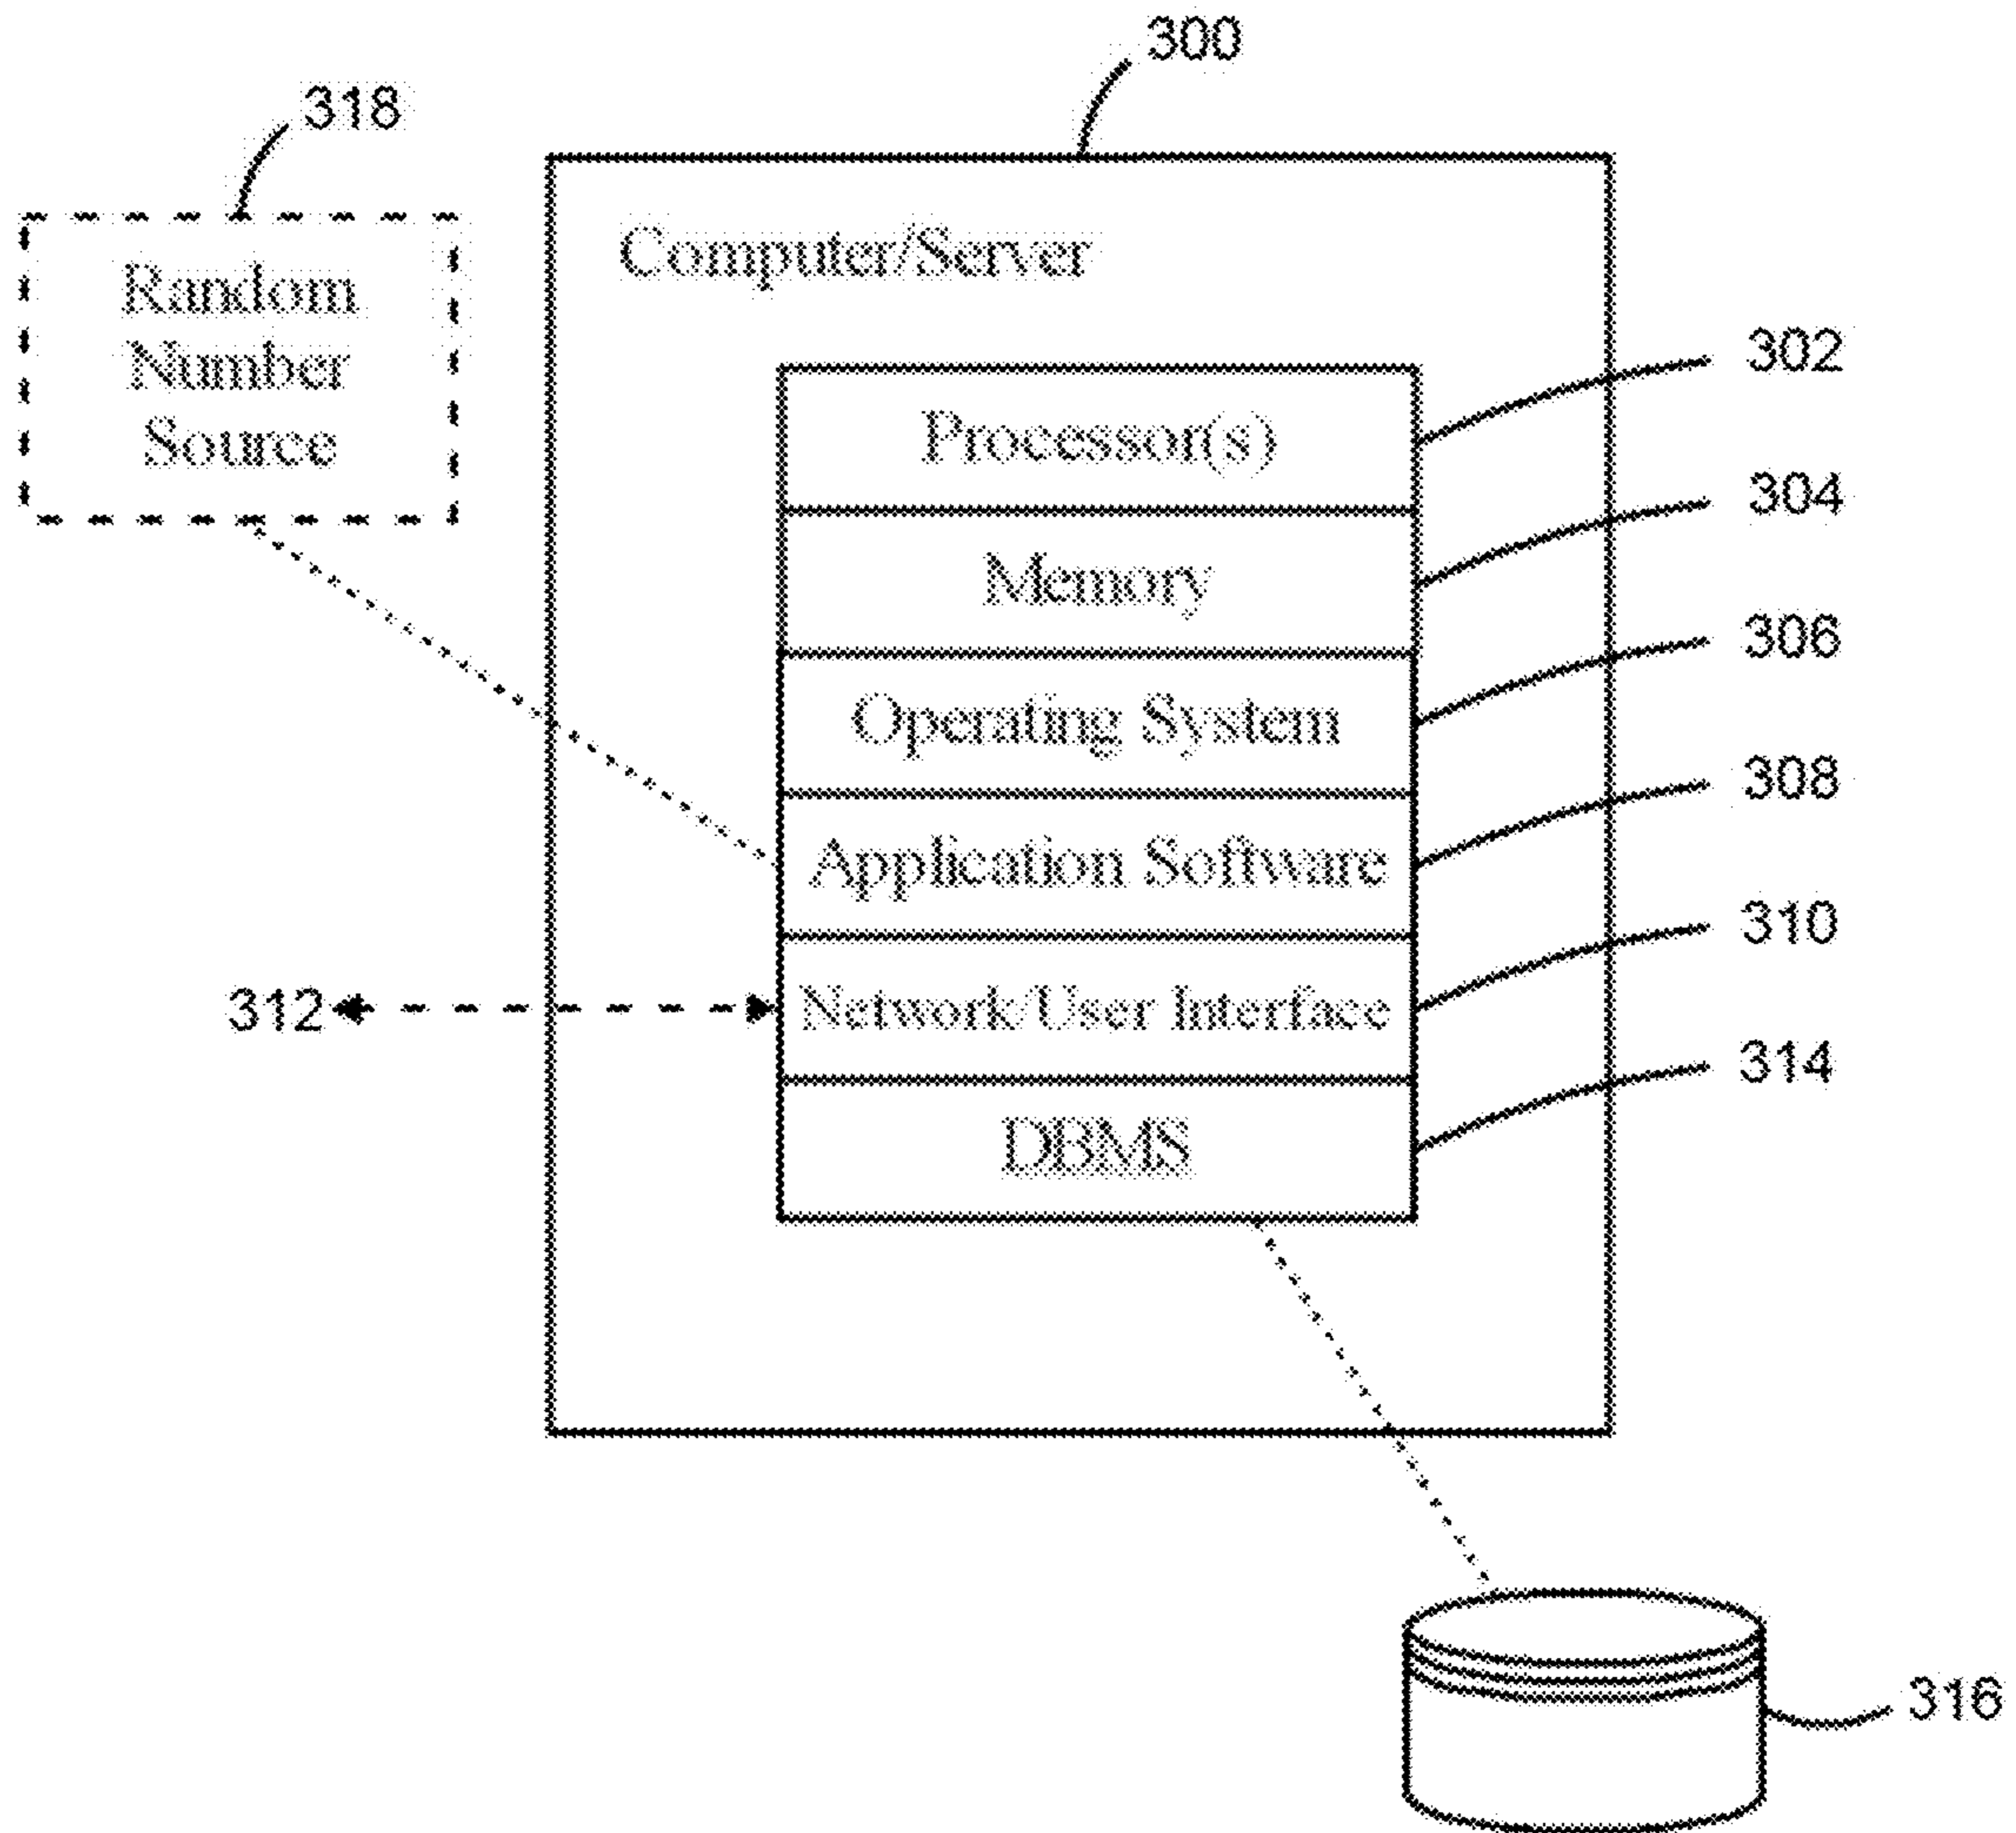 300
318
Computer/Server
Random
Number
Source
302
Processor(s)
304
Memory
306
Operating System
308
Application Software
310
312
Network/User Interface
314
DBMS
316